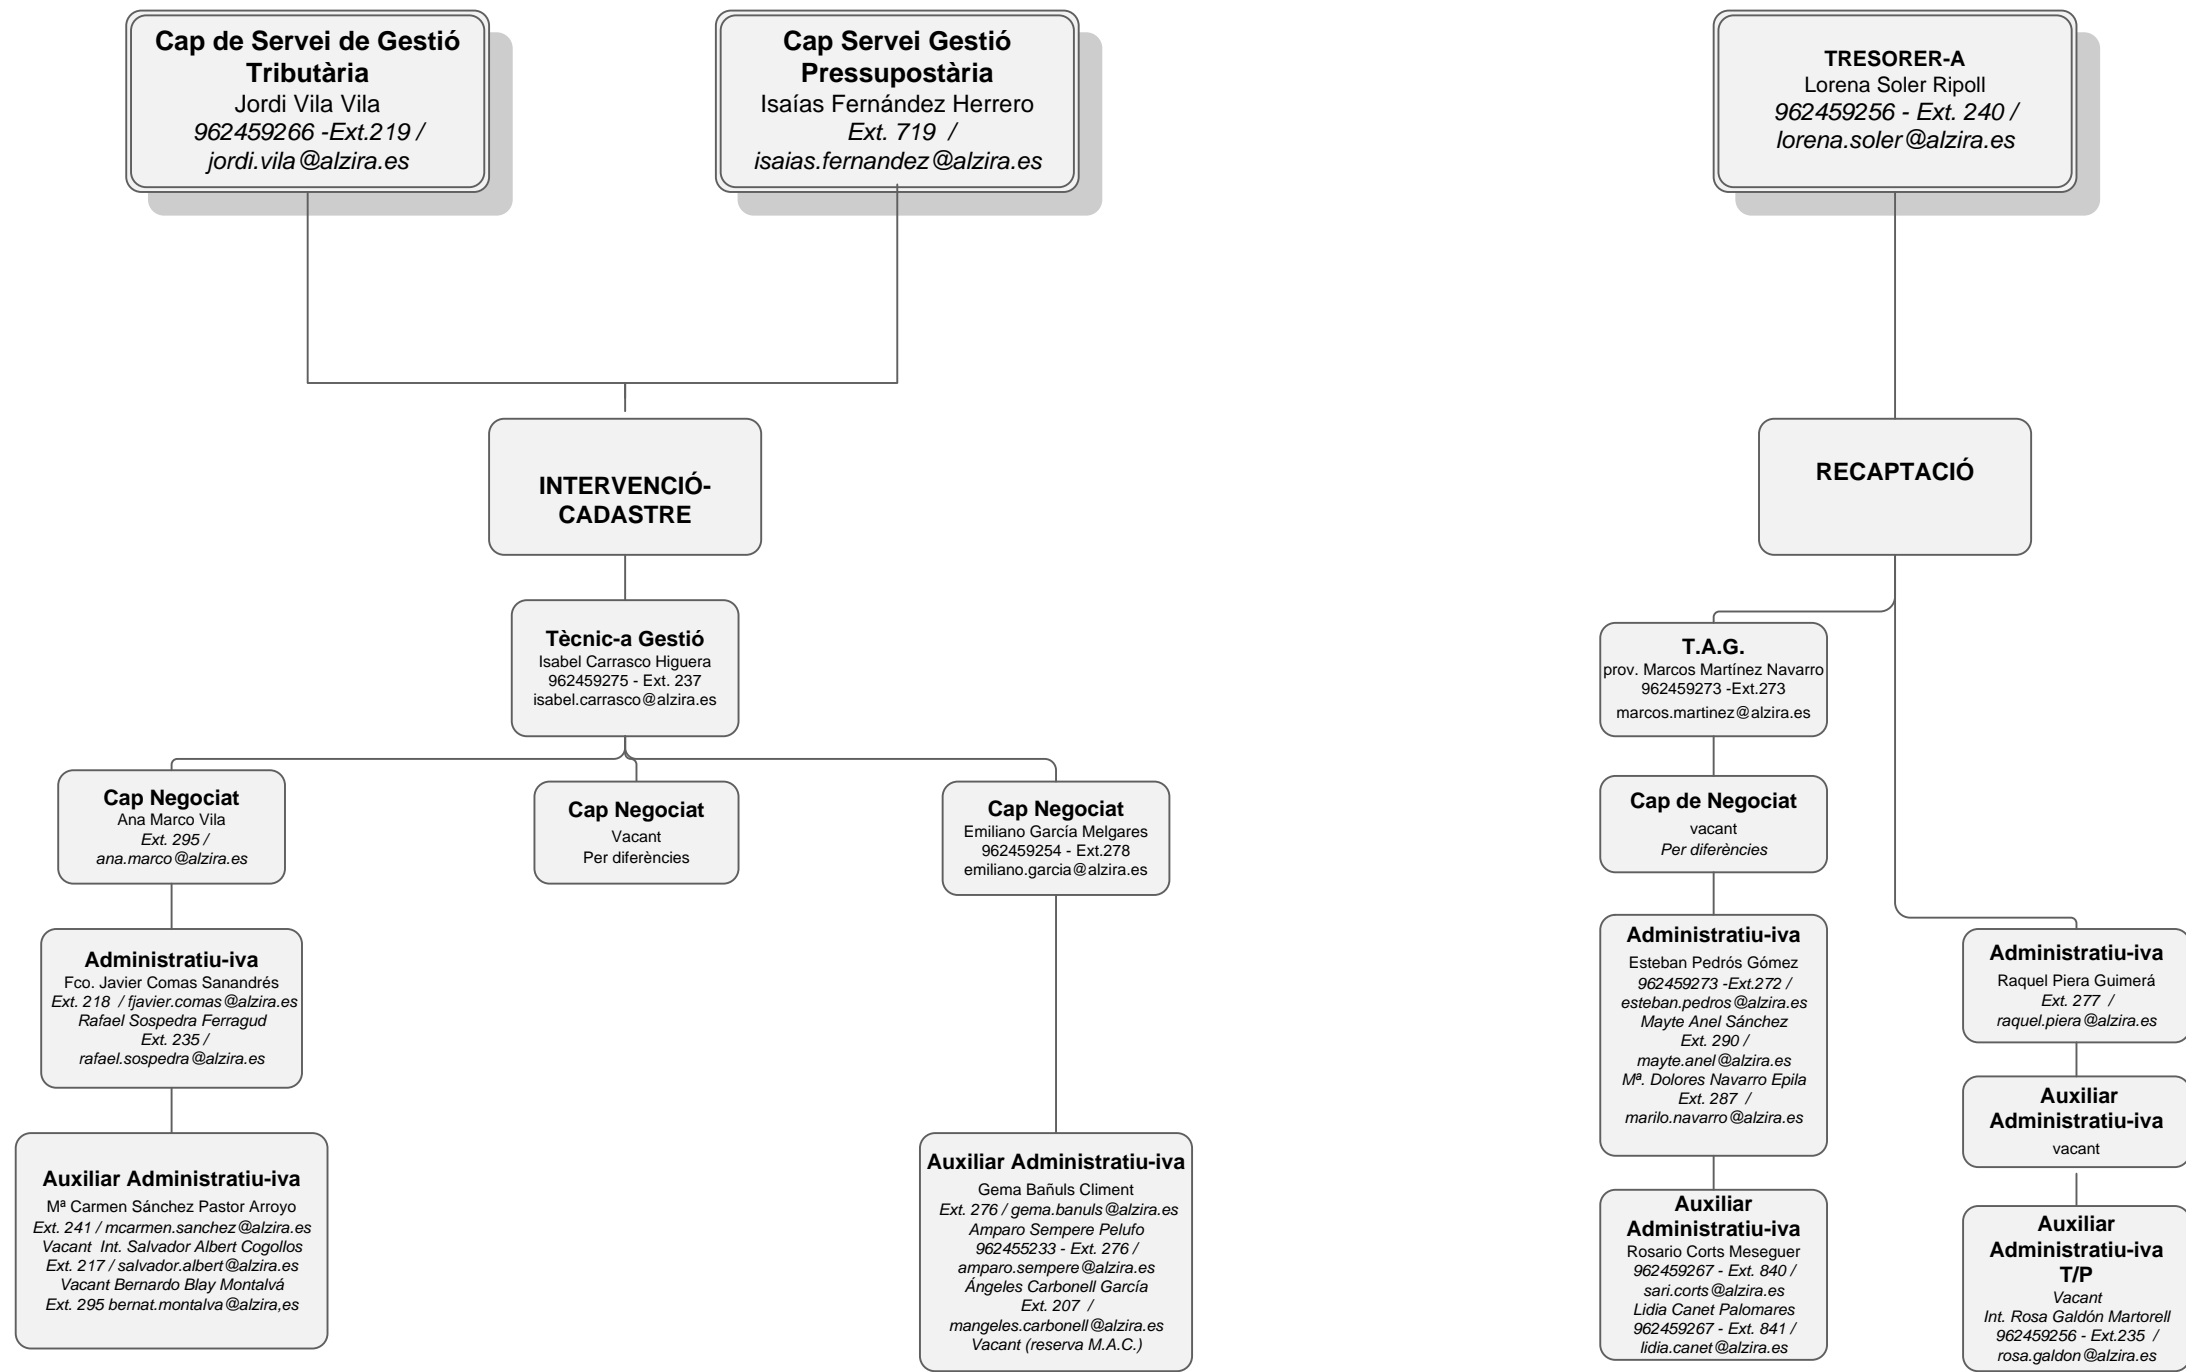 Cap de Servei de Gestió
Tributària
Jordi Vila Vila
962459266 -Ext.219 /
jordi.vila@alzira.es
Cap Servei Gestió
Pressupostària
Isaías Fernández Herrero
Ext. 719 /
isaias.fernandez@alzira.es
TRESORER-A
Lorena Soler Ripoll
962459256 - Ext. 240 /
lorena.soler@alzira.es
INTERVENCIÓ-
CADASTRE
RECAPTACIÓ
Tècnic-a Gestió
Isabel Carrasco Higuera
962459275 - Ext. 237
isabel.carrasco@alzira.es
T.A.G.
prov. Marcos Martínez Navarro
962459273 -Ext.273
marcos.martinez@alzira.es
Cap Negociat
Ana Marco Vila
Ext. 295 /
ana.marco@alzira.es
Cap Negociat
Vacant
Per diferències
Cap Negociat
Emiliano García Melgares
962459254 - Ext.278
emiliano.garcia@alzira.es
Cap de Negociat
vacant
Per diferències
Administratiu-iva
Fco. Javier Comas Sanandrés
Ext. 218 / fjavier.comas@alzira.es
Rafael Sospedra Ferragud
Ext. 235 /
rafael.sospedra@alzira.es
Administratiu-iva
Esteban Pedrós Gómez
962459273 -Ext.272 /
esteban.pedros@alzira.es
Mayte Anel Sánchez
Ext. 290 /
mayte.anel@alzira.es
Mª. Dolores Navarro Epila
Ext. 287 /
marilo.navarro@alzira.es
Administratiu-iva
Raquel Piera Guimerá
Ext. 277 /
raquel.piera@alzira.es
Auxiliar
Administratiu-iva
vacant
Auxiliar Administratiu-iva
Mª Carmen Sánchez Pastor Arroyo
Ext. 241 / mcarmen.sanchez@alzira.es
Vacant Int. Salvador Albert Cogollos
Ext. 217 / salvador.albert@alzira.es
Vacant Bernardo Blay Montalvá
Ext. 295 bernat.montalva@alzira,es
Auxiliar Administratiu-iva
Gema Bañuls Climent
Ext. 276 / gema.banuls@alzira.es
Amparo Sempere Pelufo
962455233 - Ext. 276 /
amparo.sempere@alzira.es
Ángeles Carbonell García
Ext. 207 /
mangeles.carbonell@alzira.es
Vacant (reserva M.A.C.)
Auxiliar
Administratiu-iva
Rosario Corts Meseguer
962459267 - Ext. 840 /
sari.corts@alzira.es
Lidia Canet Palomares
962459267 - Ext. 841 /
lidia.canet@alzira.es
Auxiliar
Administratiu-iva
T/P
Vacant
Int. Rosa Galdón Martorell
962459256 - Ext.235 /
rosa.galdon@alzira.es